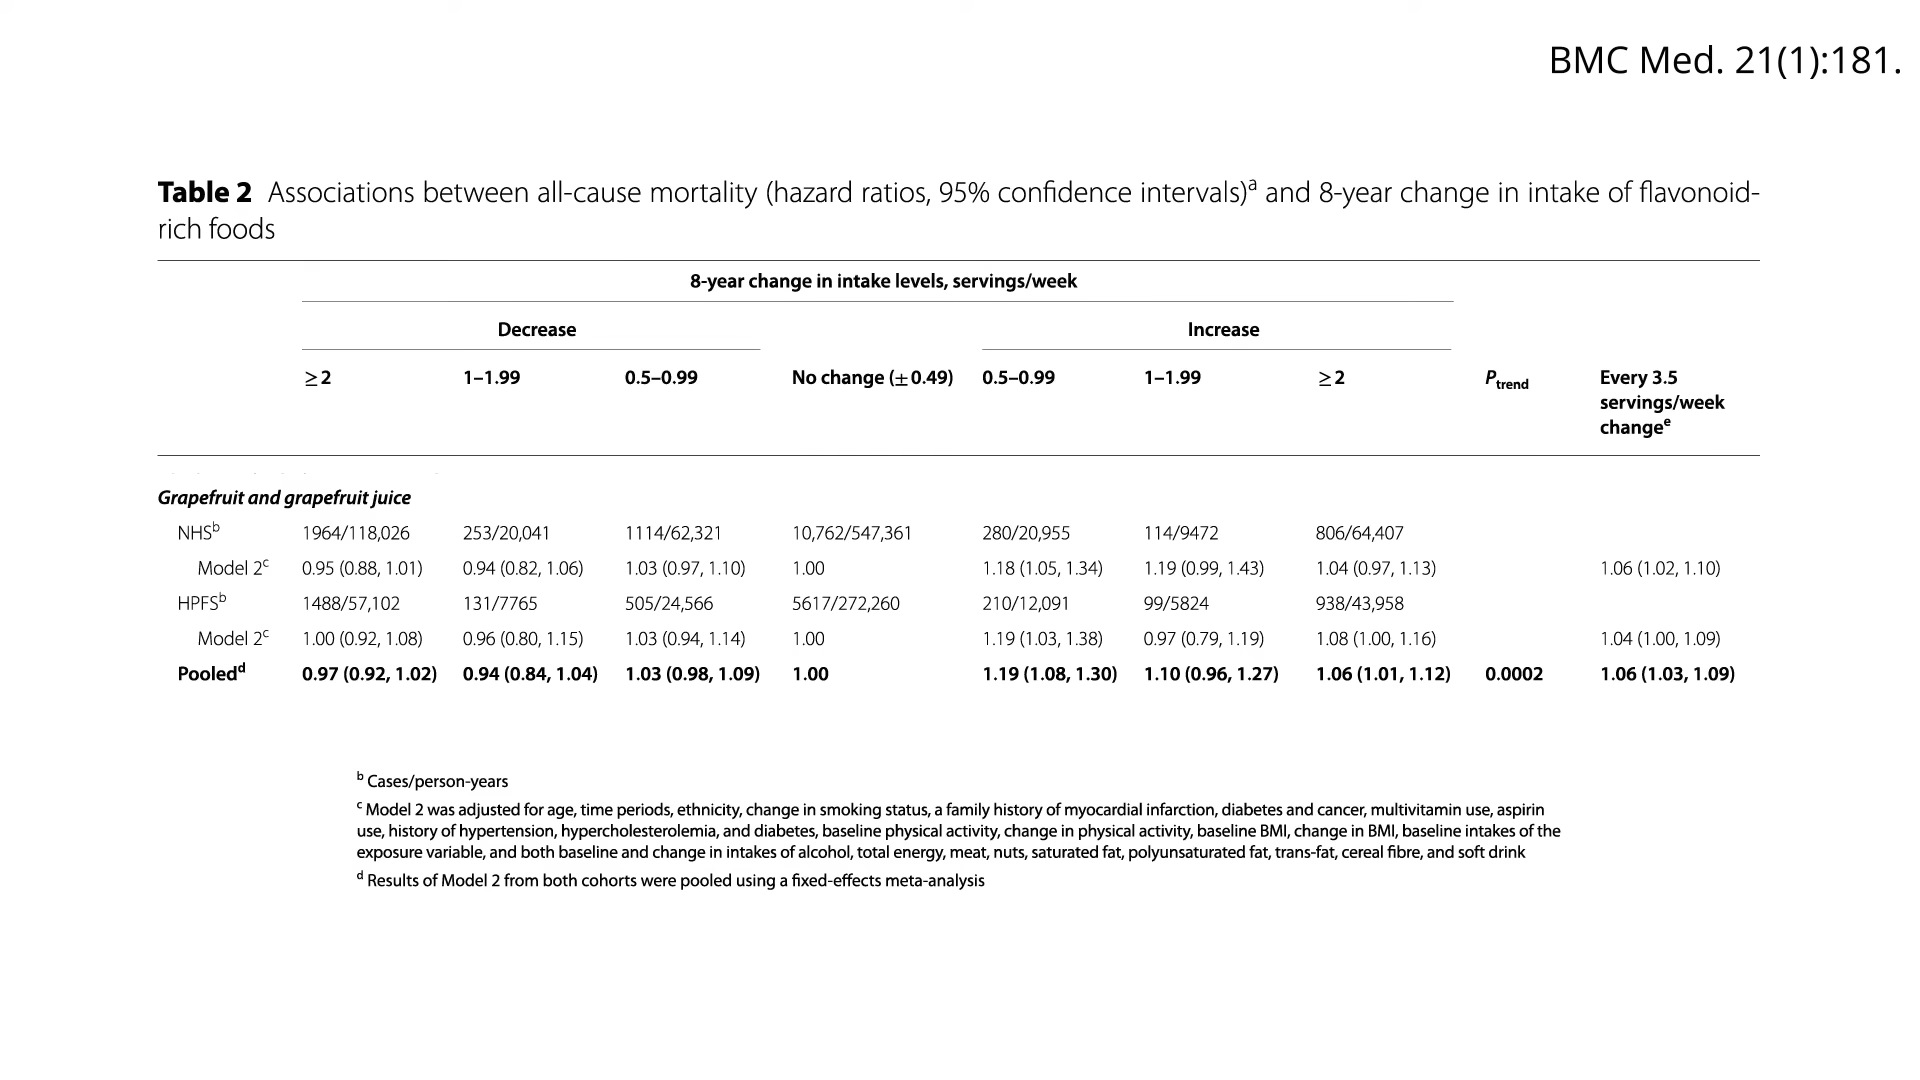 BMC Med. 21(1):181.
Table 2 Associations between all-cause mortality (hazard ratios, 95% confidence intervals)a and 8-year change in intake of flavonoid-
rich foods
8-year change in intake levels, servings/week
Decrease Increase
≥2 1–1.99 0.5–0.99 No change (±0.49) 0.5–0.99 1–1.99 ≥2 Ptrend Every 3.5
servings/week
changee
Grapefruit and grapefruit juice
NHSb 1964/118,026 253/20,041 1114/62,321 10,762/547,361 280/20,955 114/9472 806/64,407
Model 2c 0.95 (0.88, 1.01) 0.94 (0.82, 1.06) 1.03 (0.97, 1.10) 1.00 1.18 (1.05, 1.34) 1.19 (0.99, 1.43) 1.04 (0.97, 1.13) 1.06 (1.02, 1.10)
HPFSb 1488/57,102 131/7765 505/24,566 5617/272,260 210/12,091 99/5824 938/43,958
Model 2c 1.00 (0.92, 1.08) 0.96 (0.80, 1.15) 1.03 (0.94, 1.14) 1.00 1.19 (1.03, 1.38) 0.97 (0.79, 1.19) 1.08 (1.00, 1.16) 1.04 (1.00, 1.09)
Pooledd 0.97 (0.92, 1.02) 0.94 (0.84, 1.04) 1.03 (0.98, 1.09) 1.00 1.19 (1.08, 1.30) 1.10 (0.96, 1.27) 1.06 (1.01, 1.12) 0.0002 1.06 (1.03, 1.09)
b Cases/person-years
c Model 2 was adjusted for age, time periods, ethnicity, change in smoking status, a family history of myocardial infarction, diabetes and cancer, multivitamin use, aspirin
use, history of hypertension, hypercholesterolemia, and diabetes, baseline physical activity, change in physical activity, baseline BMI, change in BMI, baseline intakes of the
exposure variable, and both baseline and change in intakes of alcohol, total energy, meat, nuts, saturated fat, polyunsaturated fat, trans-fat, cereal fibre, and soft drink
d Results of Model 2 from both cohorts were pooled using a fixed-effects meta-analysis